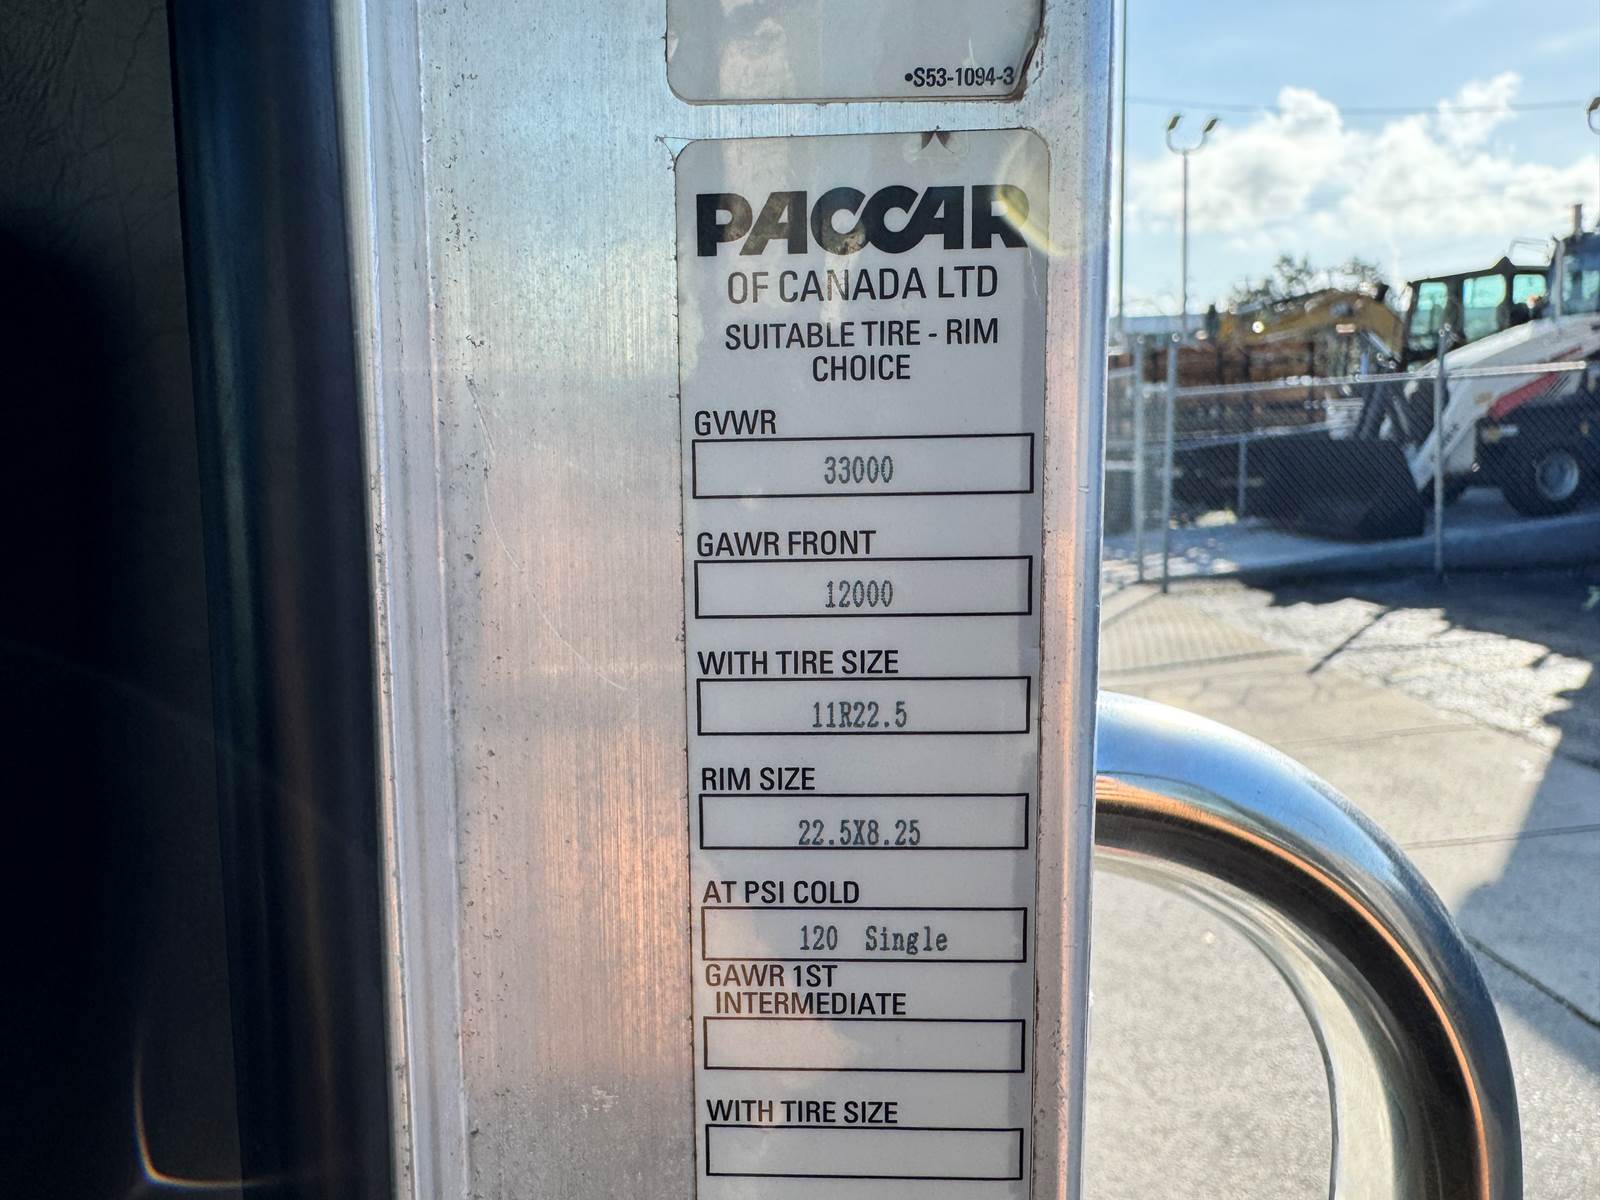 •S53-1094-3
PACCAR
OF CANADA LTD
SUITABLE TIRE - RIM
CHOICE
GVWR
33000
GAWR FRONT
12000
WITH TIRE SIZE
11R22.5
RIM SIZE
22.5X8.25
AT PSI COLD
120 Single
GAWR 1ST
INTERMEDIATE
WITH TIRE SIZE